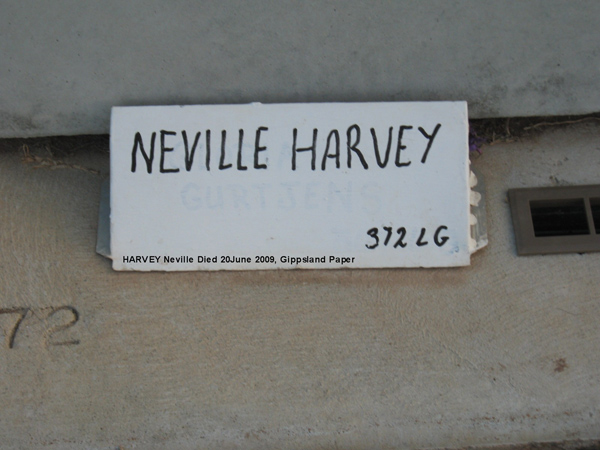 NEVILLE HARVEY
GURTJENS
372 LG
HARVEY Neville Died 20June 2009, Gippsland Paper
72